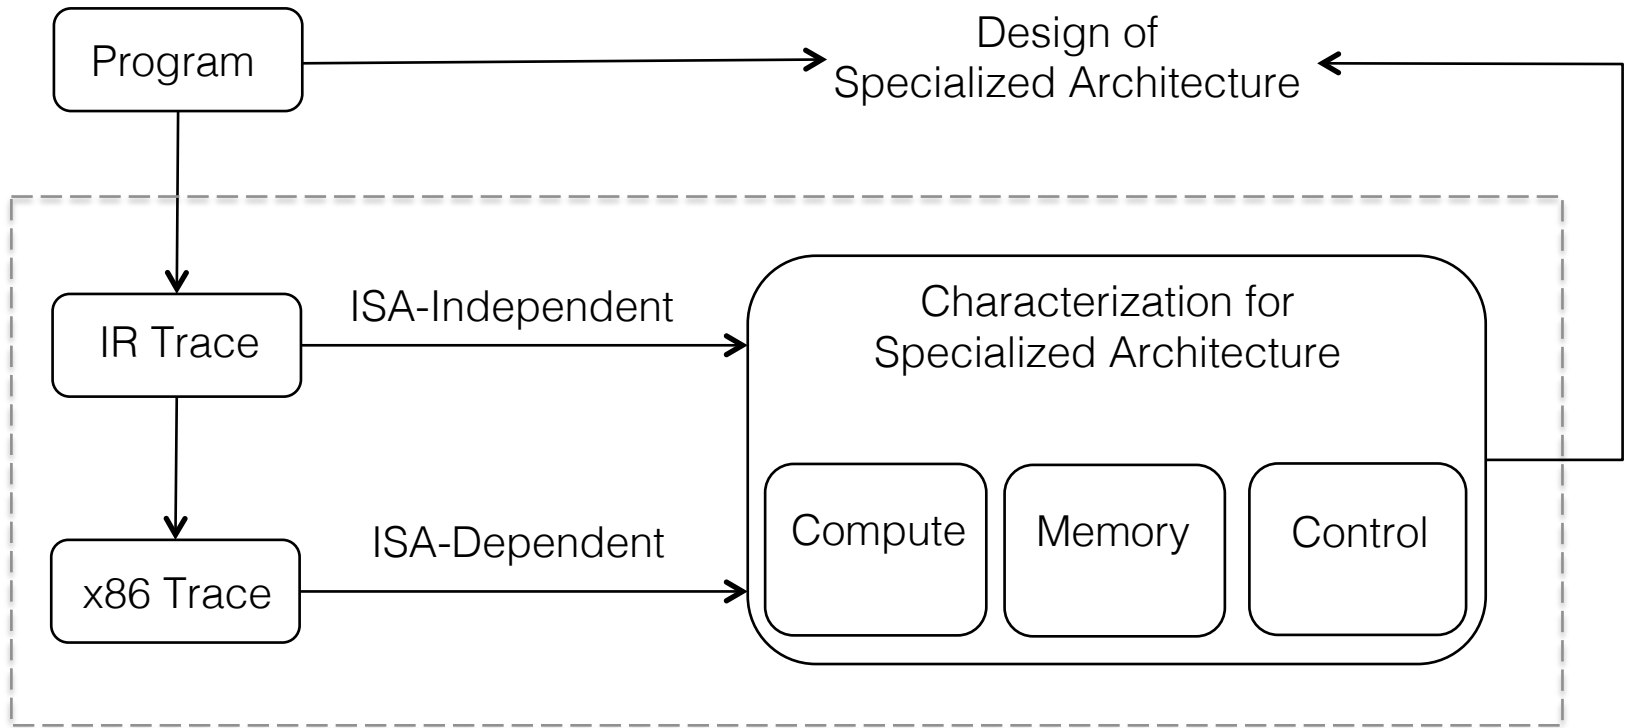 Program
Design of
Specialized Architecture
IR Trace
ISA-Independent
Characterization for
Specialized Architecture
x86 Trace
ISA-Dependent
Compute
Memory
Control